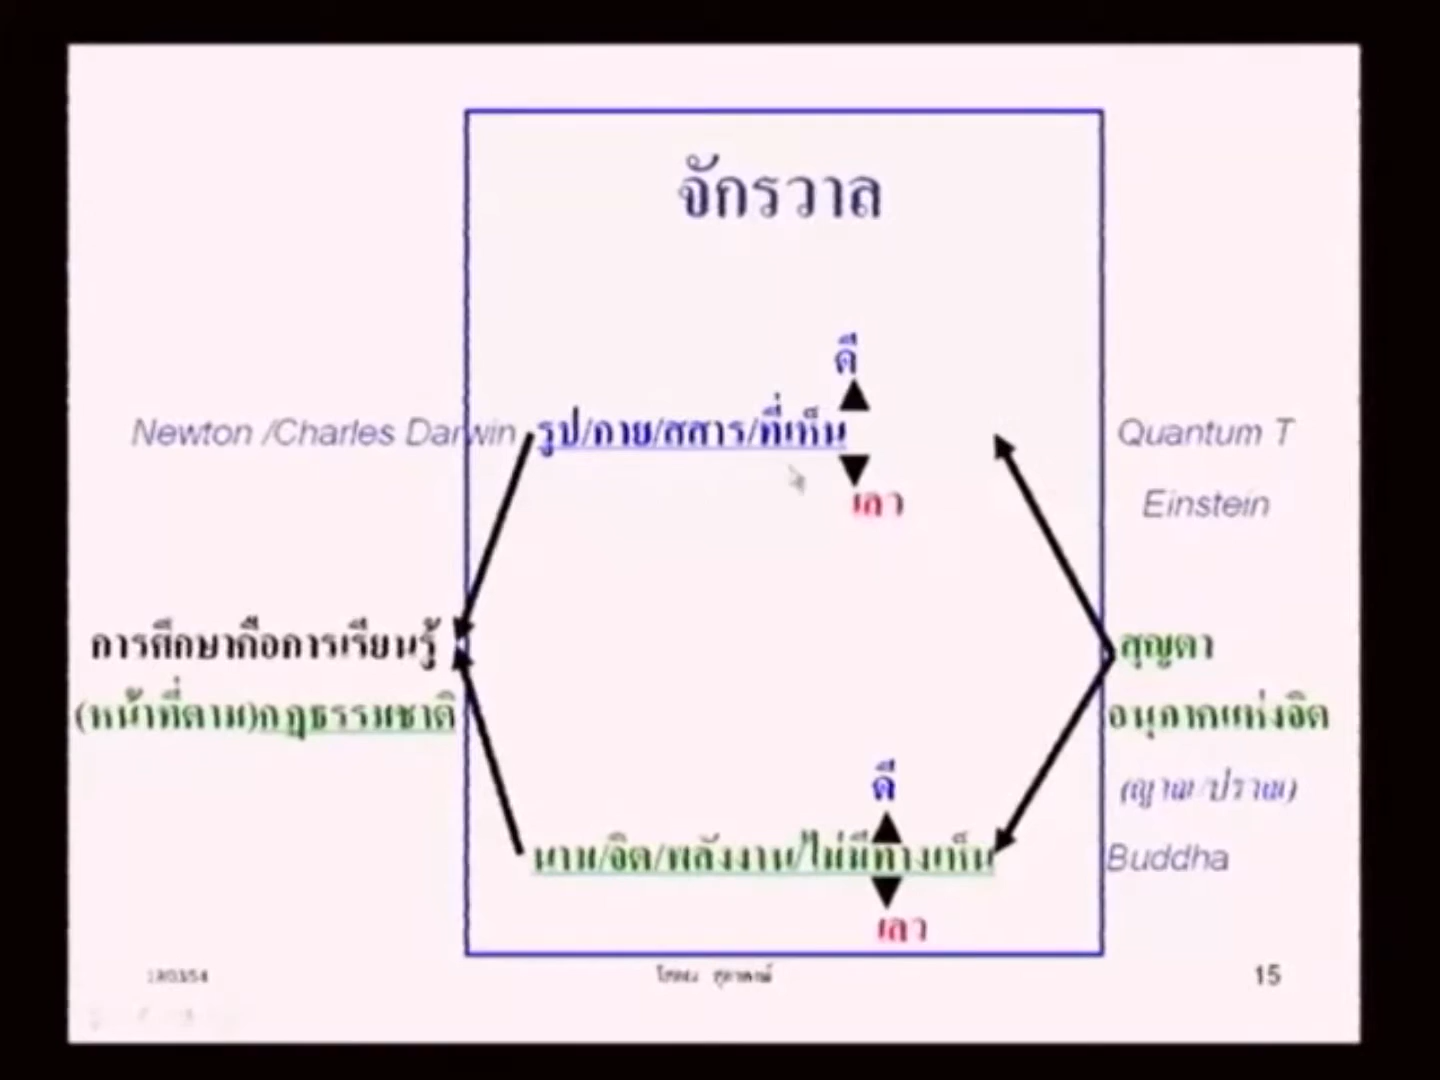 จักรวาล
ดี
Newton /Charles Darwin รูป/กาย/สสาร/ที่เห็น Quantum T
เลว Einstein
การศึกษาคือการเรียนรู้ สุญตา
(หน้าที่ตาม)กฎธรรมชาติ อนุภาคแห่งจิต
ดี (ญาณ/ปราณ)
นาม/จิต/พลังงาน/ไม่มีทางเห็น Buddha
เลว
15